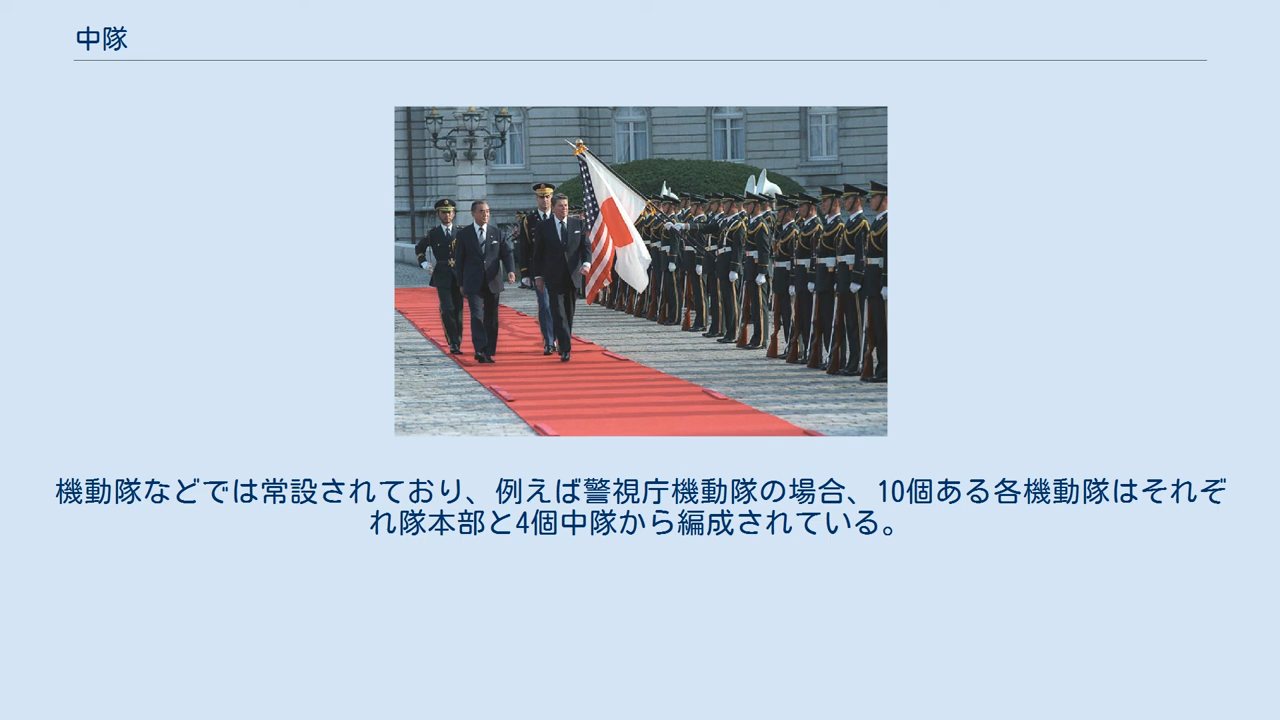 中隊
機動隊などでは常設されており、例えば警視庁機動隊の場合、10個ある各機動隊はそれぞ
れ隊本部と4個中隊から編成されている。